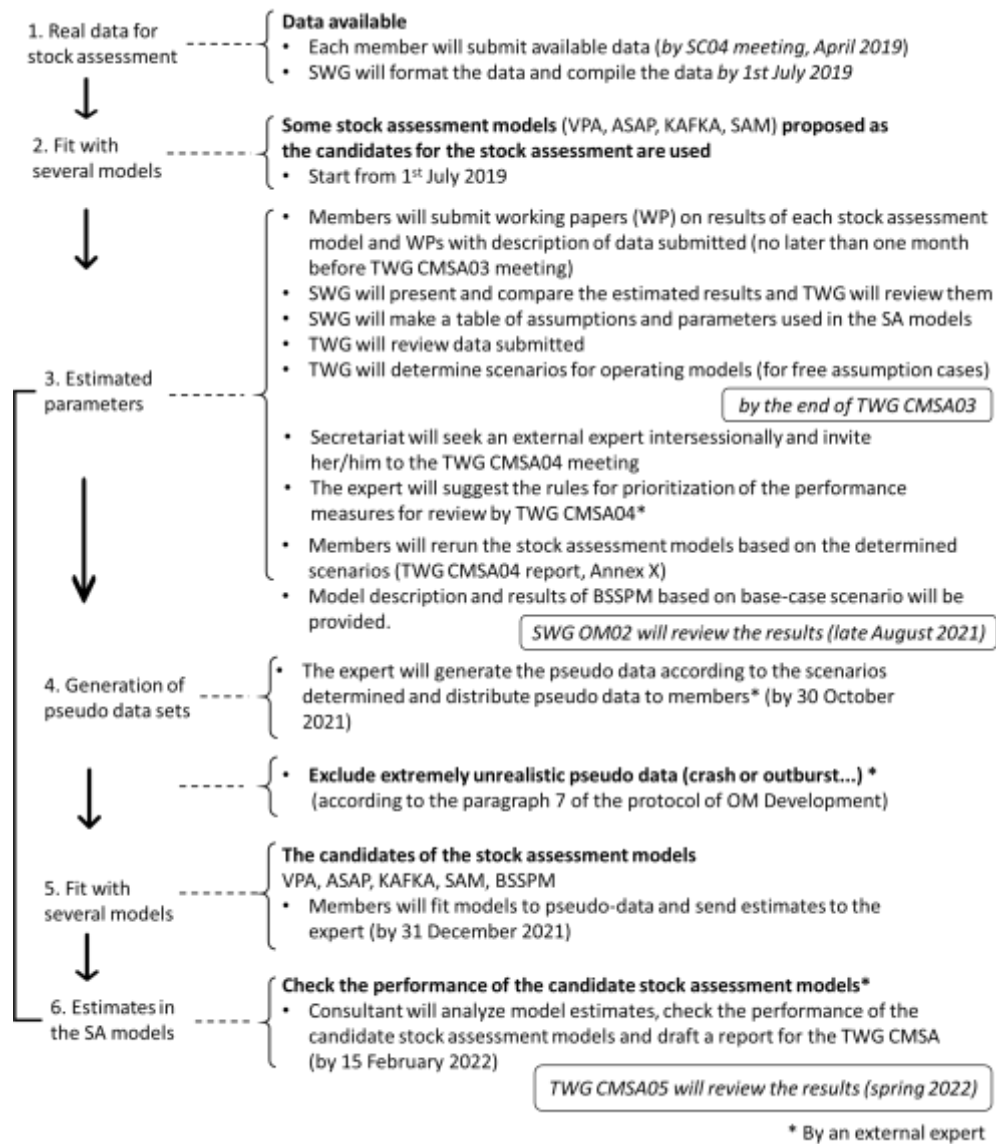 1. Real data for
stock assessment
Data available
• Each member will submit available data (by SC04 meeting, April 2019)
• SWG will format the data and compile the data by 1st July 2019
2. Fit with
several models
Some stock assessment models (VPA, ASAP, KAFKA, SAM) proposed as
the candidates for the stock assessment are used
• Start from 1st July 2019
3. Estimated
parameters
• Members will submit working papers (WP) on results of each stock assessment
model and WPs with description of data submitted (no later than one month
before TWG CMSA03 meeting)
• SWG will present and compare the estimated results and TWG will review them
• SWG will make a table of assumptions and parameters used in the SA models
• TWG will review data submitted
• TWG will determine scenarios for operating models (for free assumption cases)
by the end of TWG CMSA03
• Secretariat will seek an external expert intersessionally and invite
her/him to the TWG CMSA04 meeting
• The expert will suggest the rules for prioritization of the performance
measures for review by TWG CMSA04*
• Members will rerun the stock assessment models based on the determined
scenarios (TWG CMSA04 report, Annex X)
• Model description and results of BSSPM based on base-case scenario will be
provided.
SWG OM02 will review the results (late August 2021)
4. Generation of
pseudo data sets
• The expert will generate the pseudo data according to the scenarios
determined and distribute pseudo data to members* (by 30 October
2021)
• Exclude extremely unrealistic pseudo data (crash or outburst...) *
(according to the paragraph 7 of the protocol of OM Development)
5. Fit with
several models
The candidates of the stock assessment models
VPA, ASAP, KAFKA, SAM, BSSPM
• Members will fit models to pseudo-data and send estimates to the
expert (by 31 December 2021)
6. Estimates in
the SA models
Check the performance of the candidate stock assessment models*
• Consultant will analyze model estimates, check the performance of the
candidate stock assessment models and draft a report for the TWG CMSA
(by 15 February 2022)
TWG CMSA05 will review the results (spring 2022)
* By an external expert